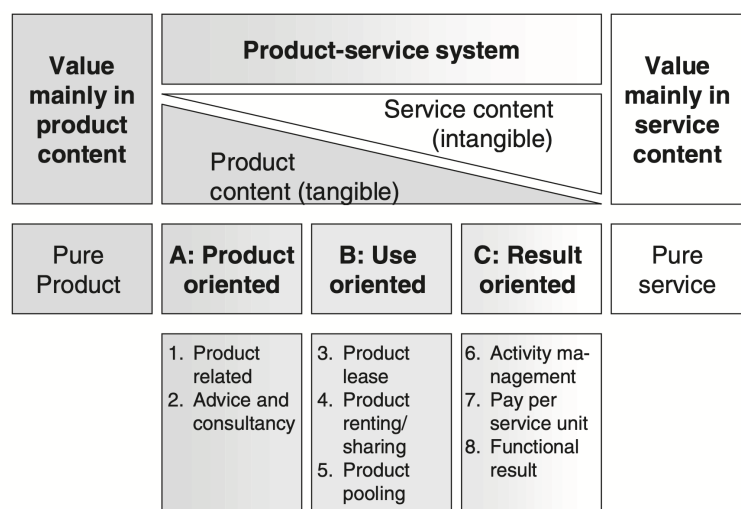 Value
mainly in
product
content
Product-service system
Service content
(intangible)
Product
content (tangible)
Value
mainly in
service
content
Pure
Product
A: Product
oriented
B: Use
oriented
C: Result
oriented
Pure
service
1. Product
related
2. Advice and
consultancy
3. Product
lease
4. Product
renting/
sharing
5. Product
pooling
6. Activity ma-
nagement
7. Pay per
service unit
8. Functional
result